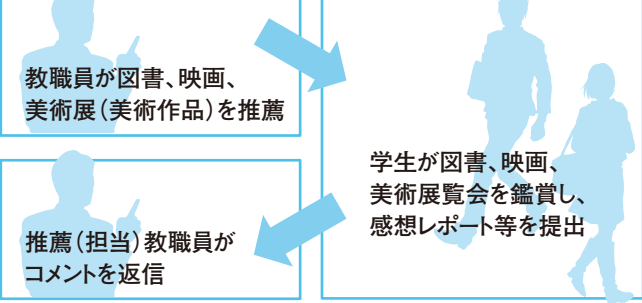 教職員が図書、映画、
美術展（美術作品）を推薦
学生が図書、映画、
美術展覧会を鑑賞し、
感想レポート等を提出
推薦（担当）教職員が
コメントを返信